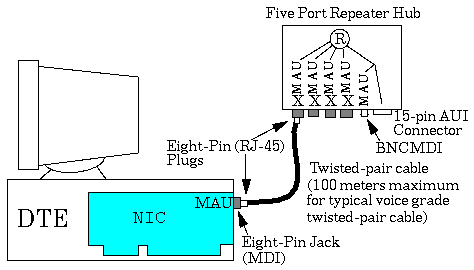 Five Port Repeater Hub
R
MAU
MAU
MAU
MAU
MAU
X
X
X
X
15-pin AUI
Connector
BNCMDI
Eight-Pin (RJ-45)
Plugs
Twisted-pair cable
(100 meters maximum
for typical voice grade
twisted-pair cable)
DTE
NIC
MAU
Eight-Pin Jack
(MDI)